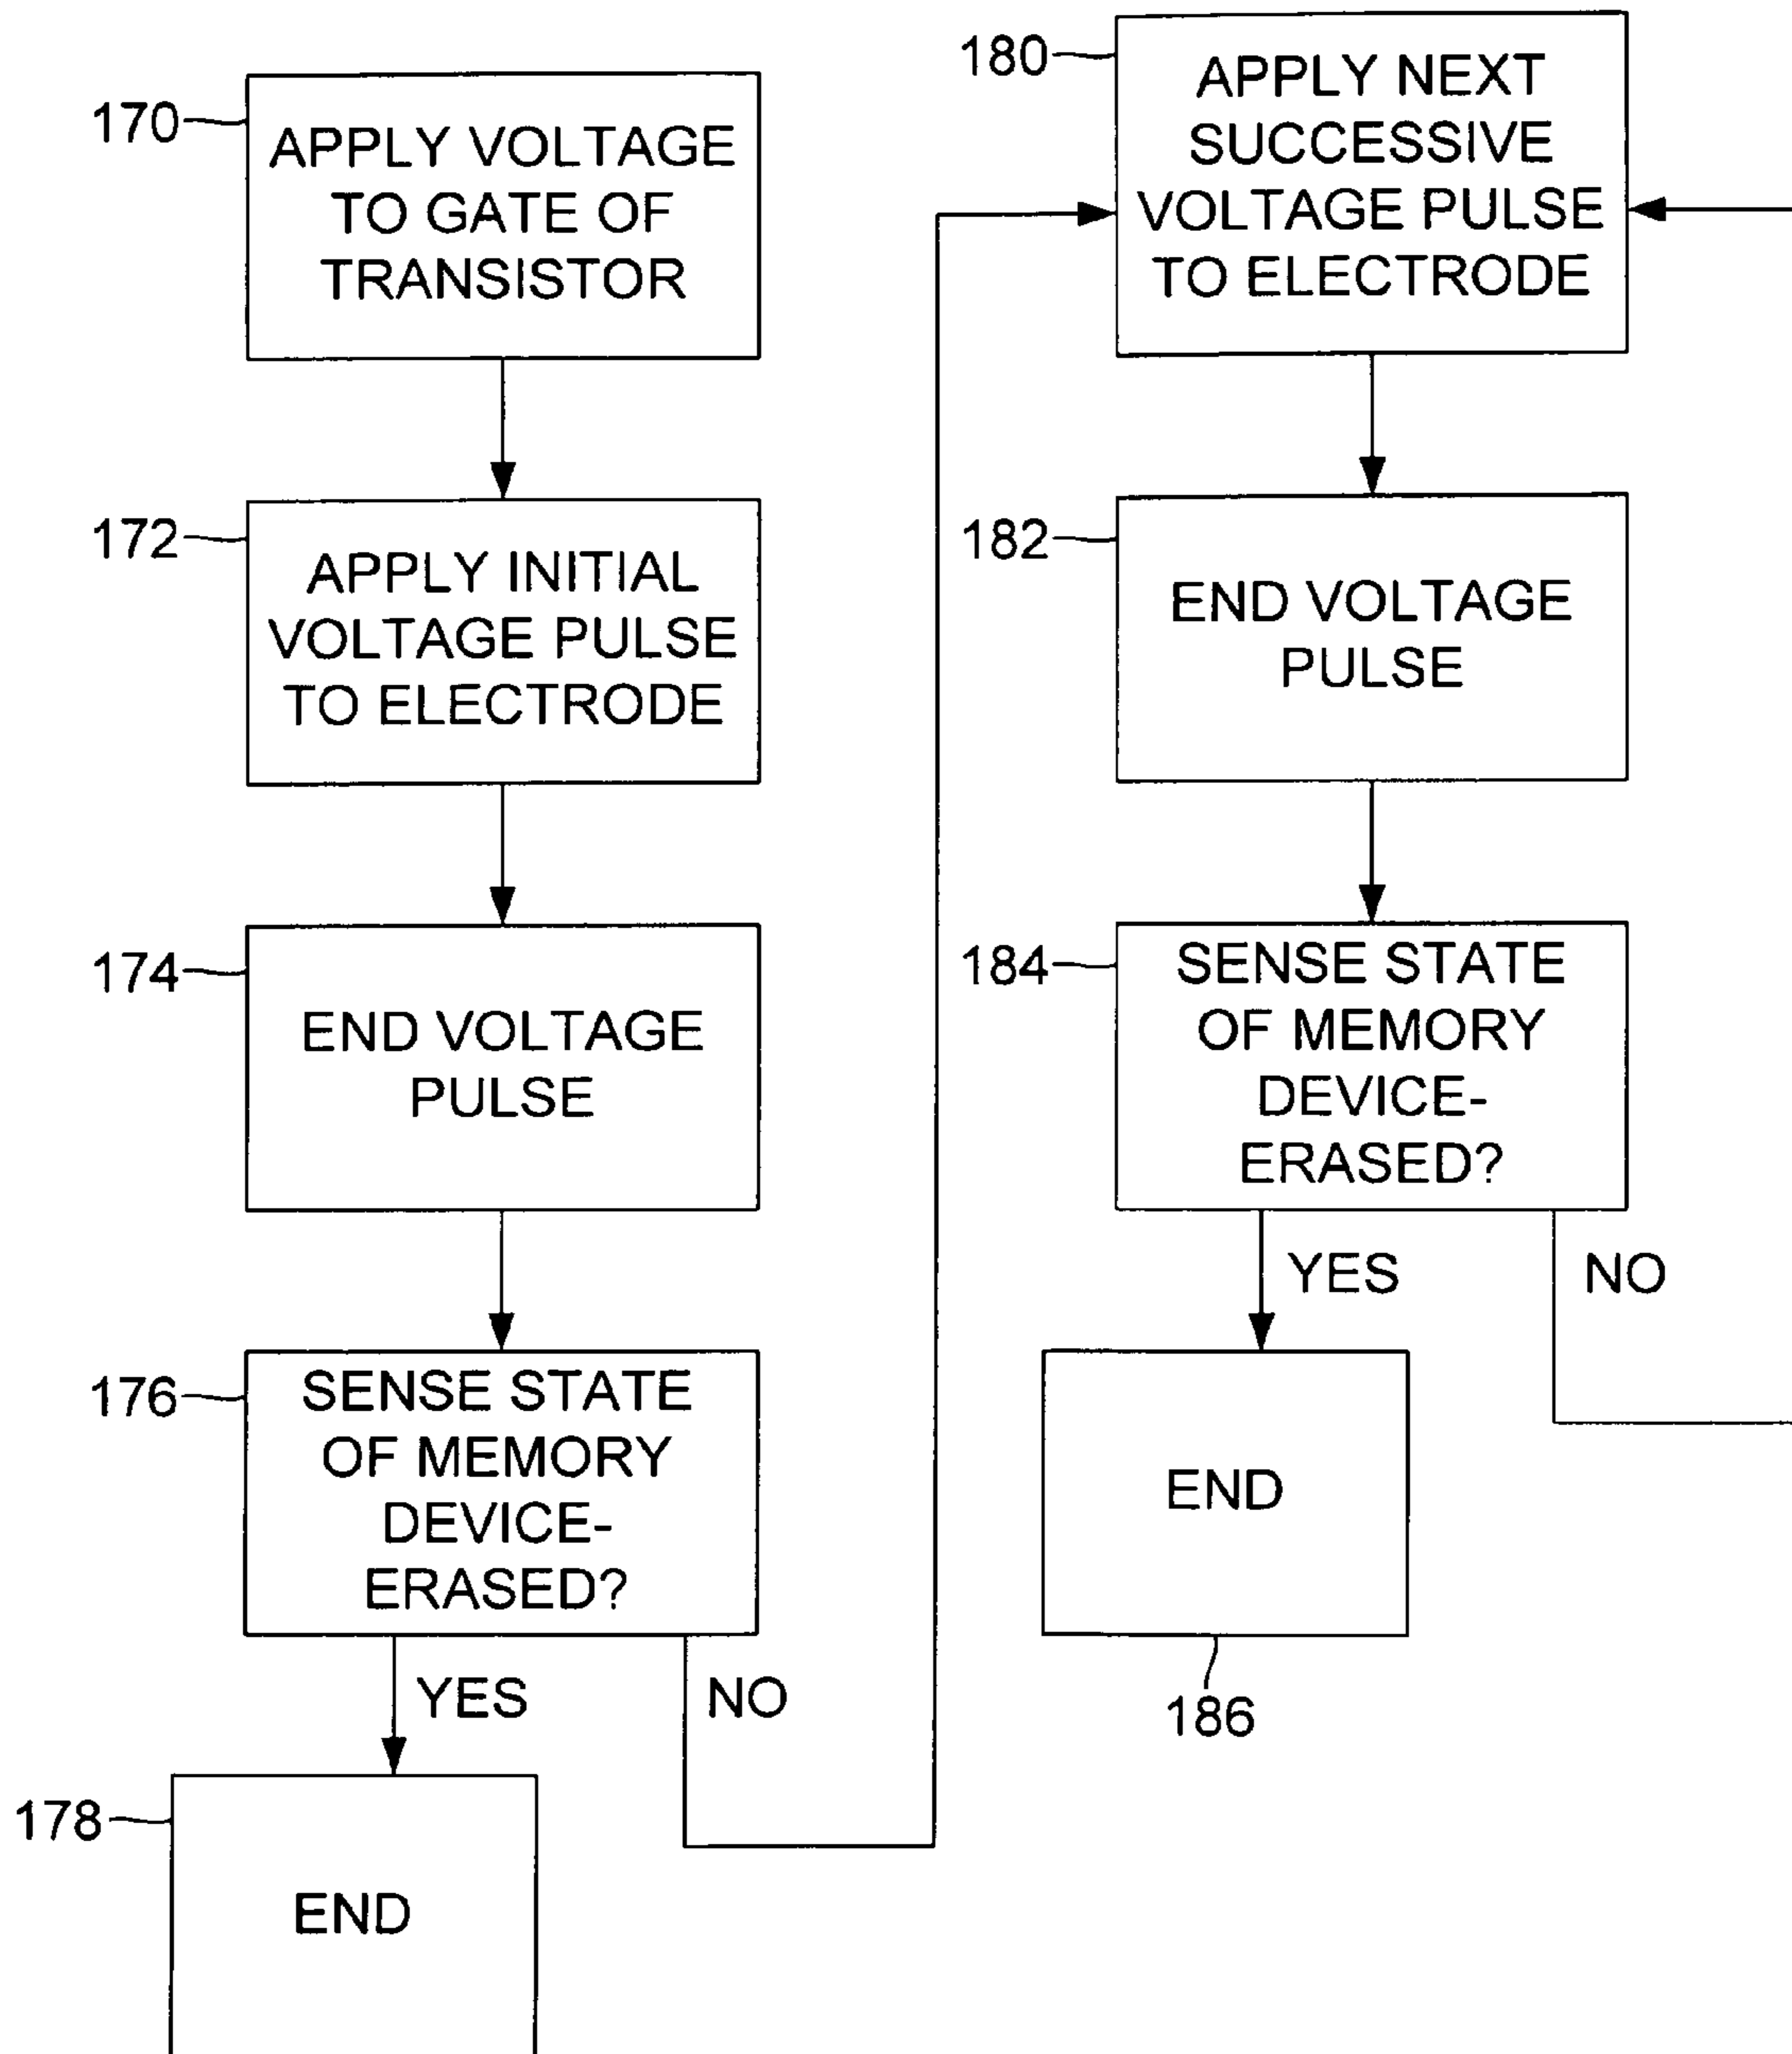 170
APPLY VOLTAGE
TO GATE OF
TRANSISTOR
172
APPLY INITIAL
VOLTAGE PULSE
TO ELECTRODE
174
END VOLTAGE
PULSE
176
SENSE STATE
OF MEMORY
DEVICE-
ERASED?
YES
NO
178
END
180
APPLY NEXT
SUCCESSIVE
VOLTAGE PULSE
TO ELECTRODE
182
END VOLTAGE
PULSE
184
SENSE STATE
OF MEMORY
DEVICE-
ERASED?
YES
NO
END
186